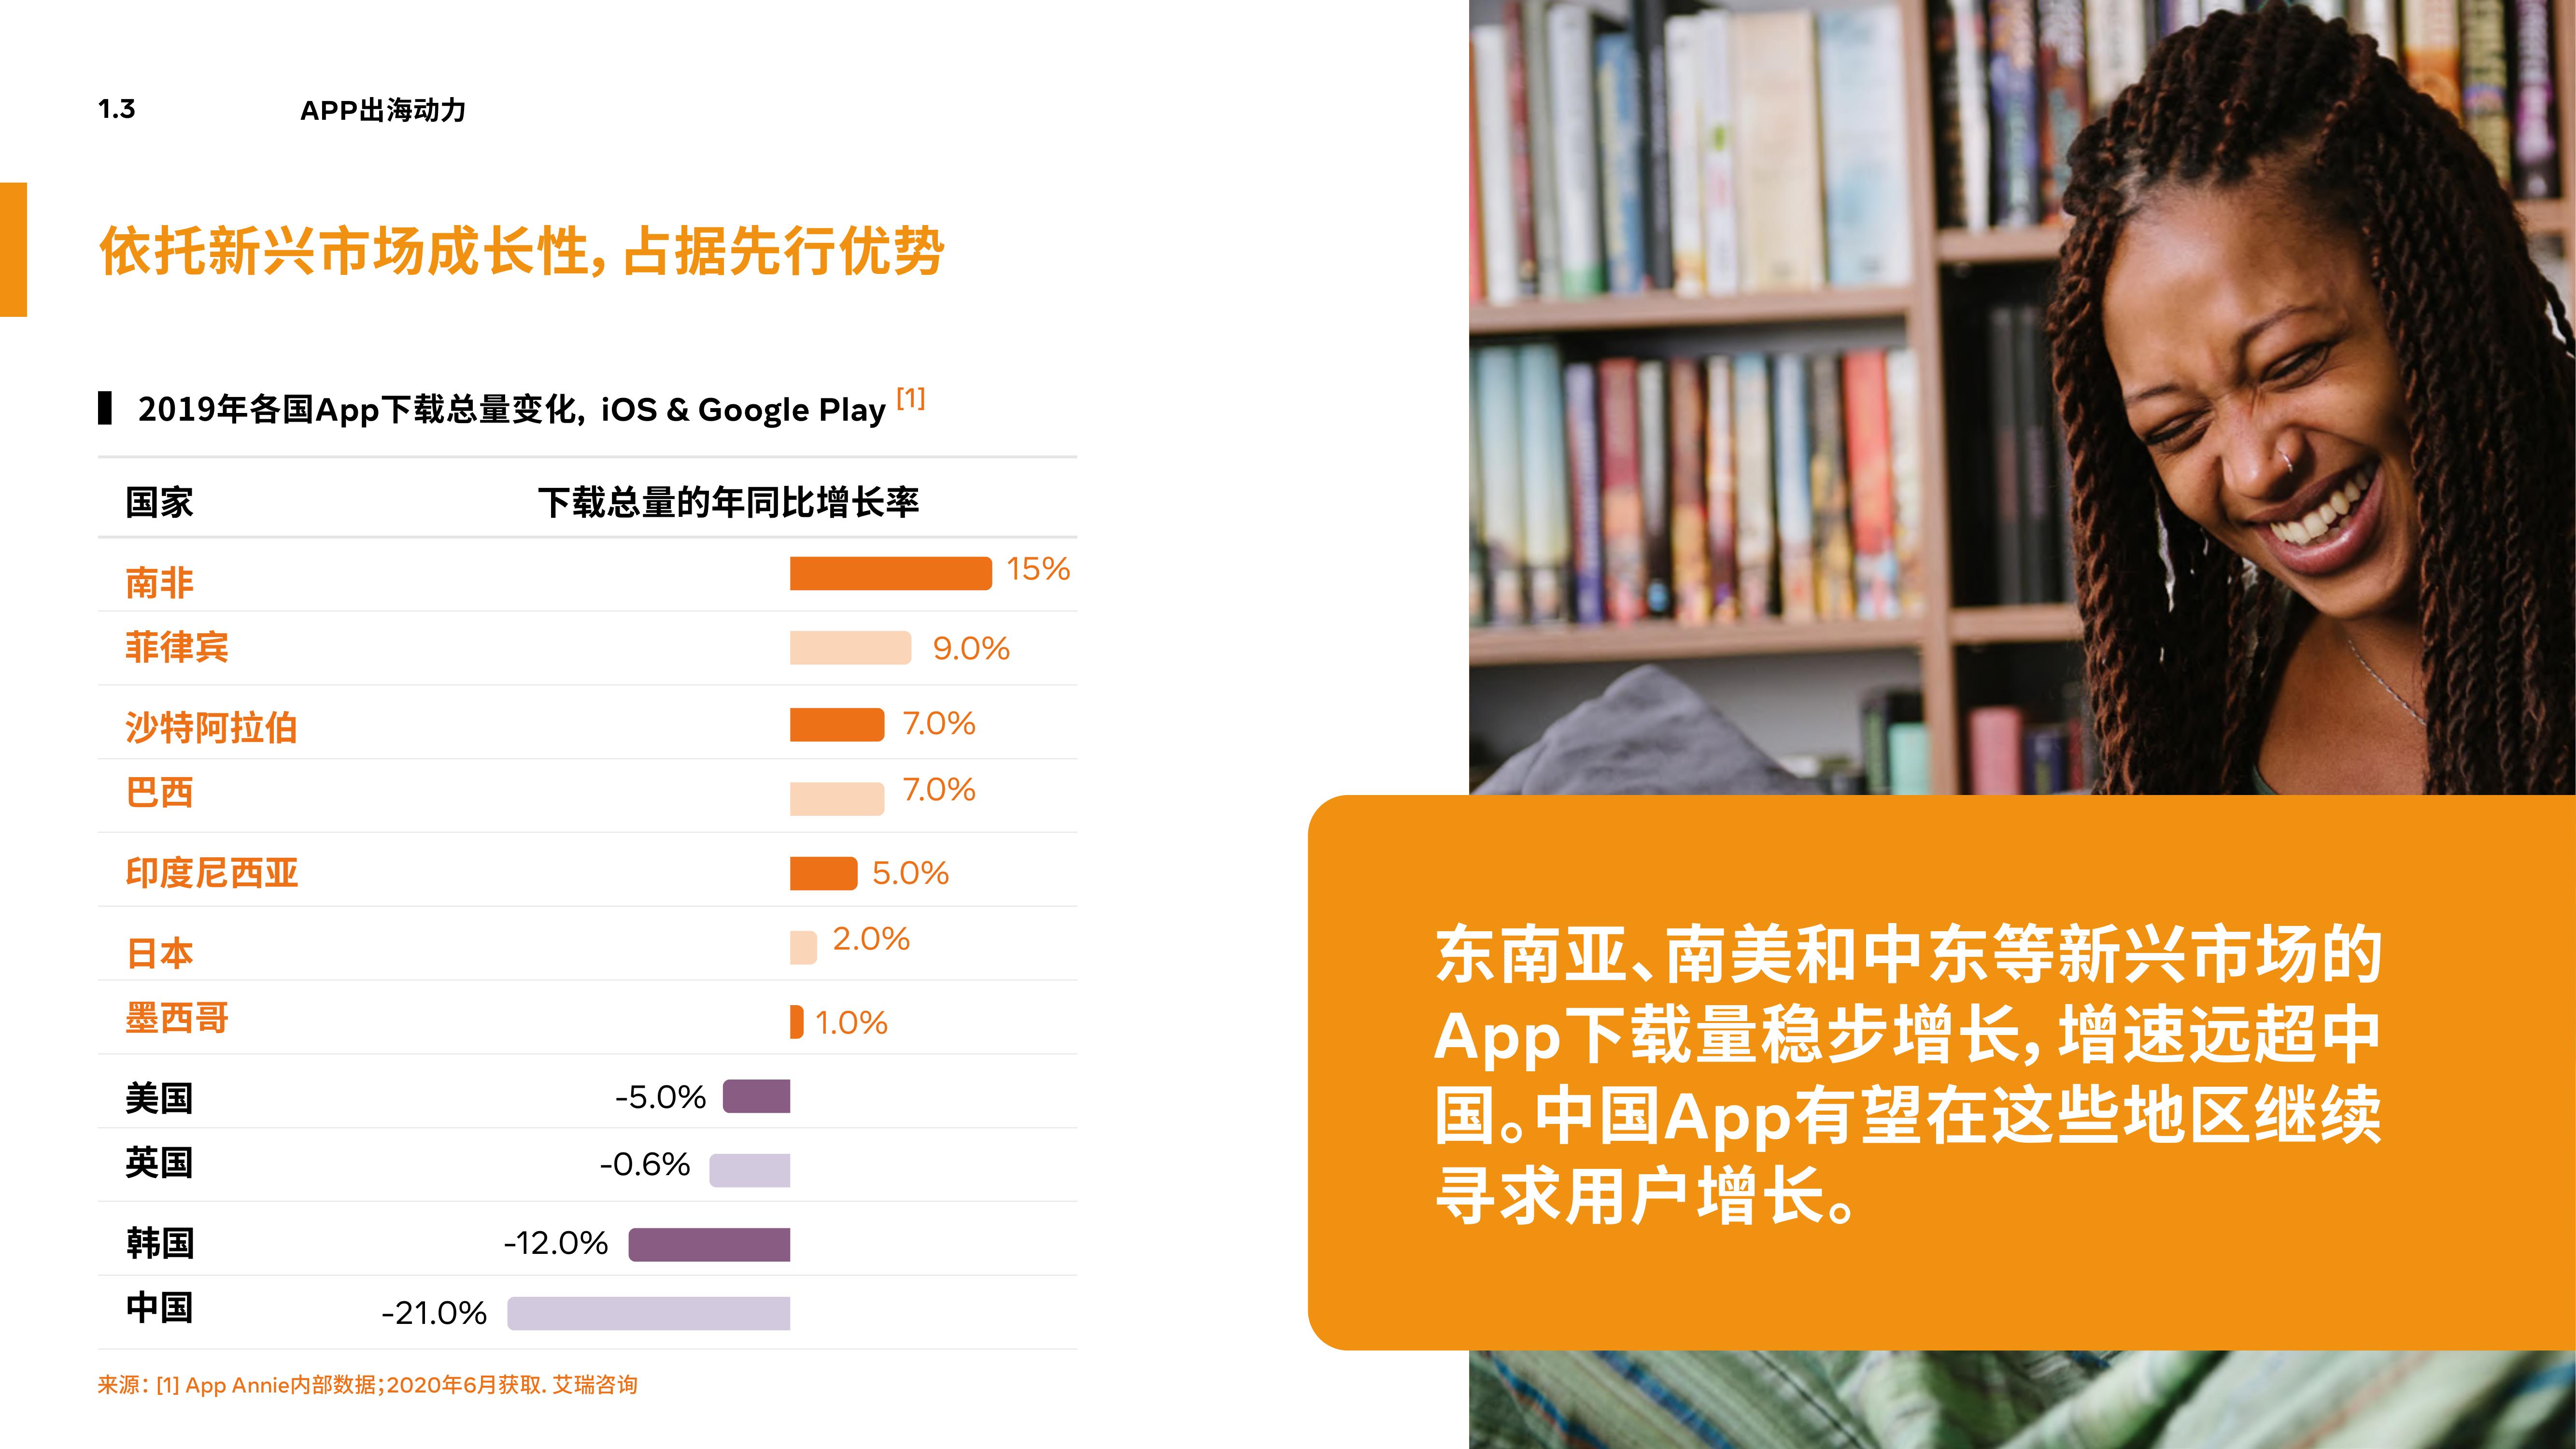 1.3 APP出海动力
依托新兴市场成长性，占据先行优势
2019年各国App下载总量变化, iOS & Google Play [1]
国家 下载总量的年同比增长率
南非 15%
菲律宾 9.0%
沙特阿拉伯 7.0%
巴西 7.0%
印度尼西亚 5.0%
日本 2.0%
墨西哥 1.0%
美国 -5.0%
英国 -0.6%
韩国 -12.0%
中国 -21.0%
来源：[1] App Annie内部数据；2020年6月获取. 艾瑞咨询
东南亚、南美和中东等新兴市场的
App下载量稳步增长，增速远超中
国。中国App有望在这些地区继续
寻求用户增长。